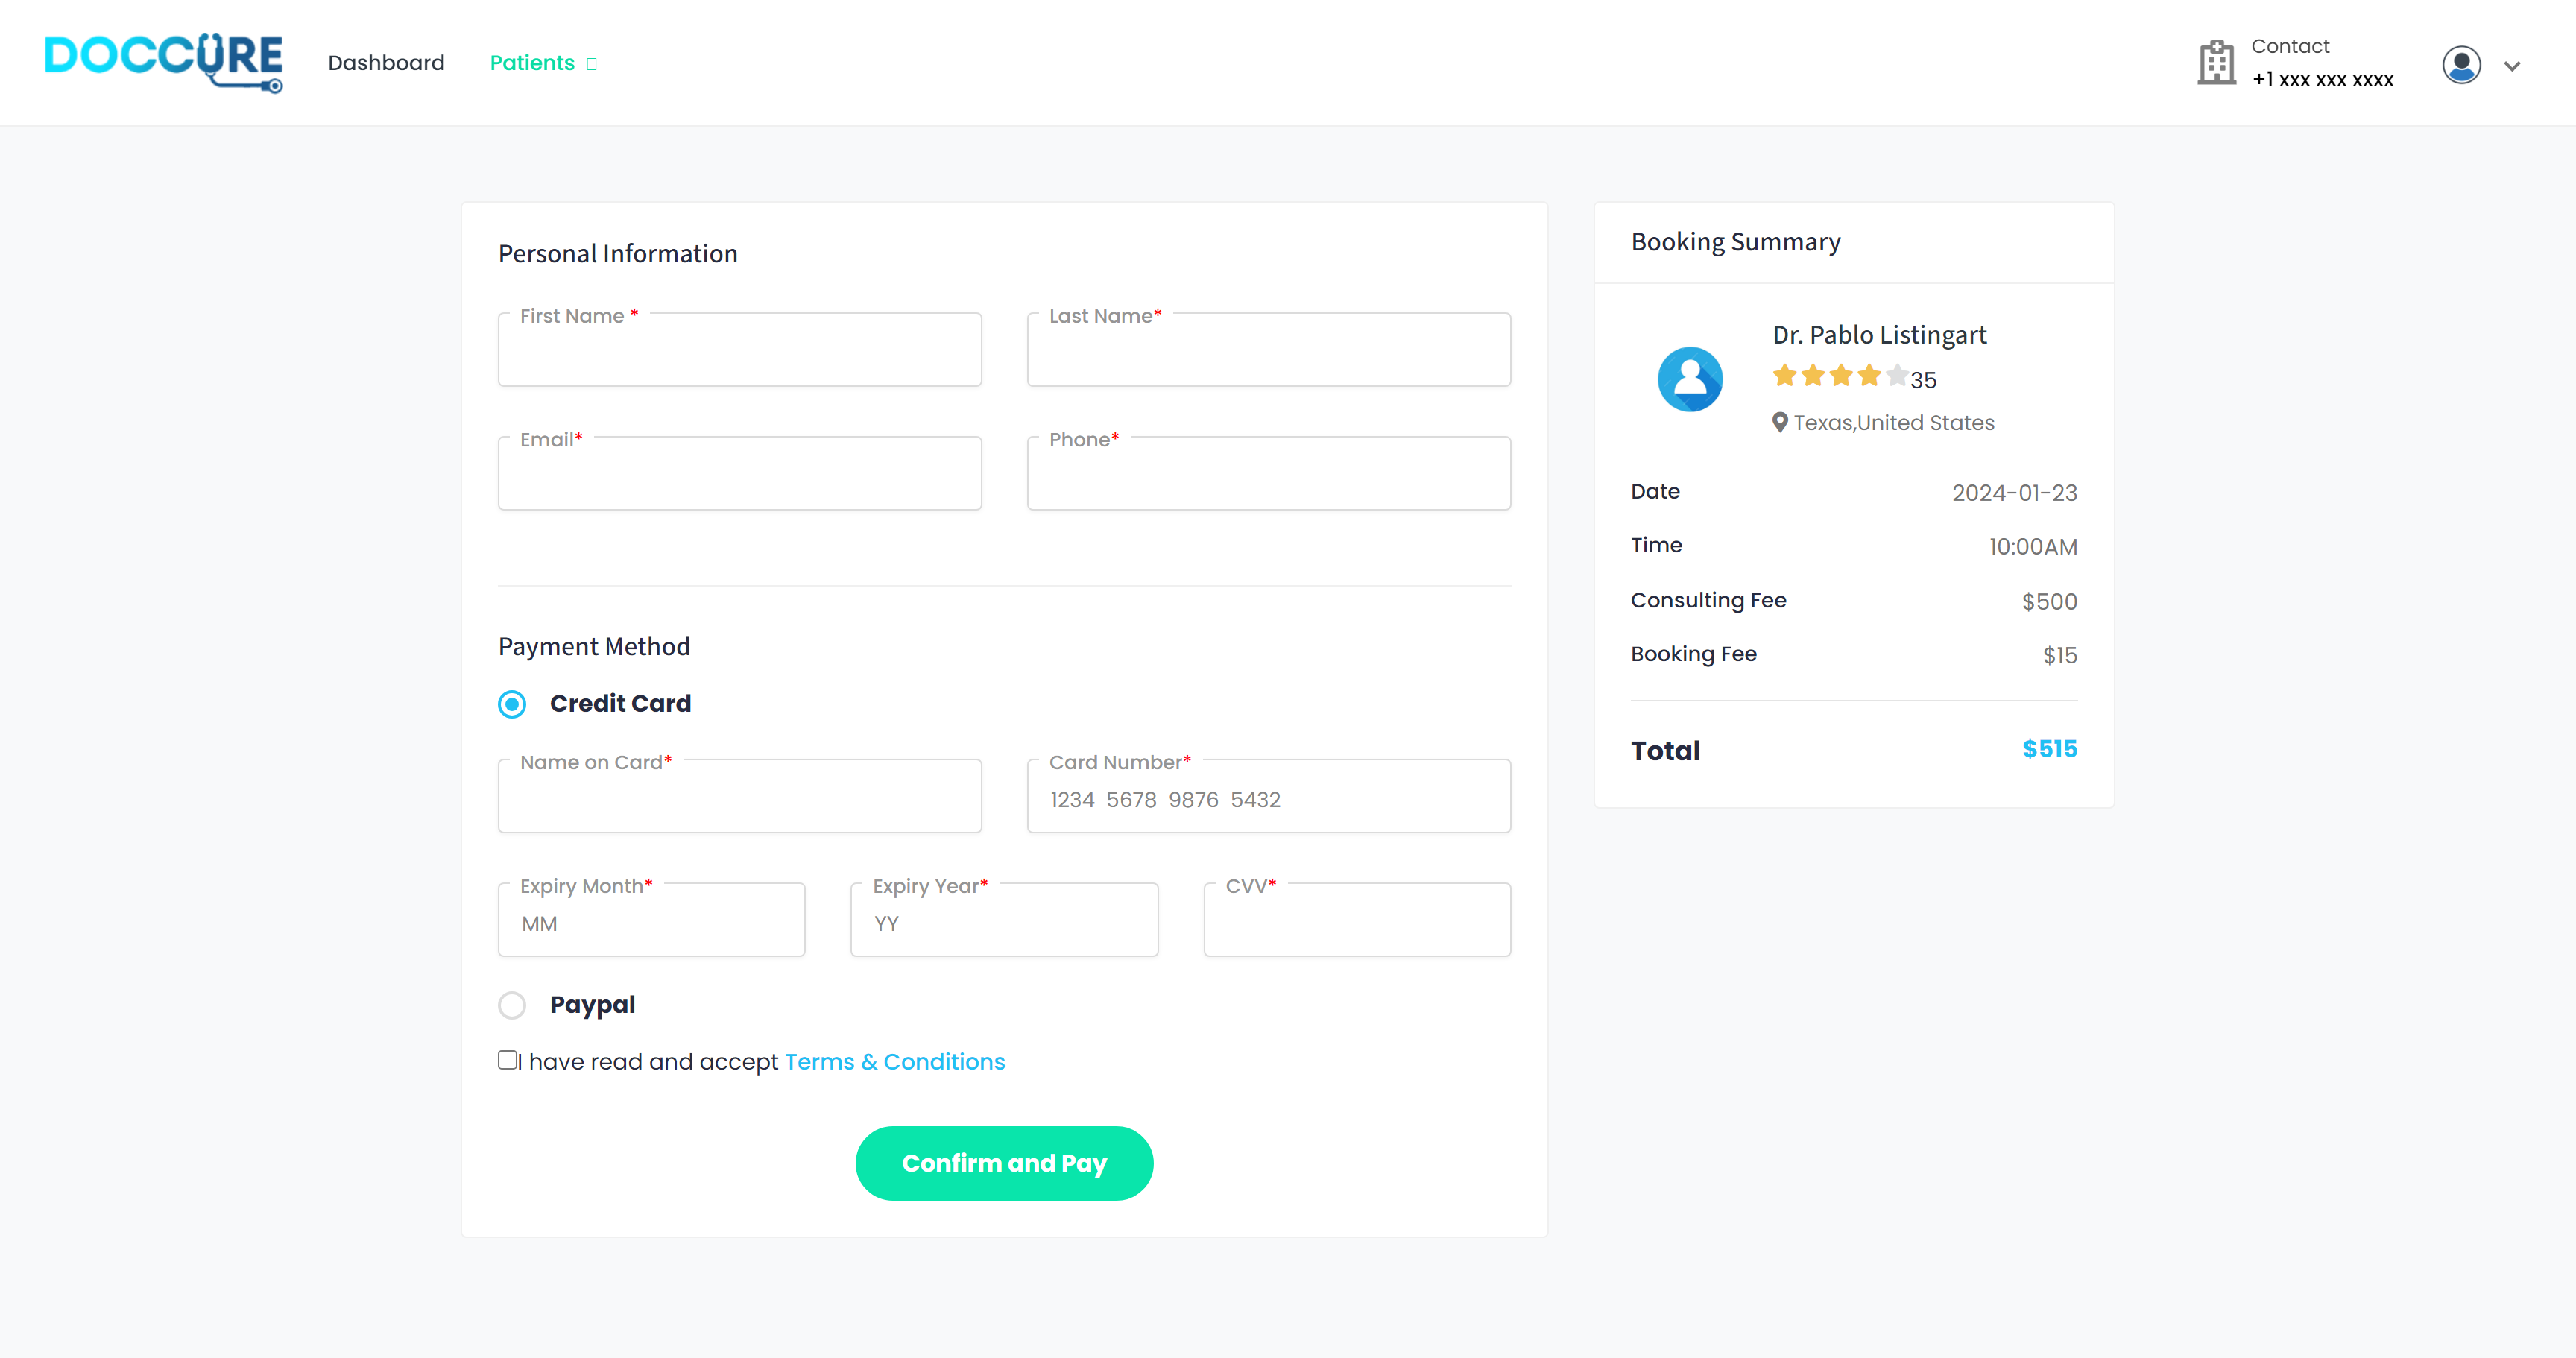 DOCCURE
Dashboard
Patients
Contact
+1 xxx xxx xxxx
Personal Information
First Name *
Last Name*
Email*
Phone*
Payment Method
Credit Card
Name on Card*
Card Number*
1234 5678 9876 5432
Expiry Month*
MM
Expiry Year*
YY
CVV*
Paypal
I have read and accept Terms & Conditions
Confirm and Pay
Booking Summary
Dr. Pablo Listingart
35
Texas,United States
Date 2024-01-23
Time 10:00AM
Consulting Fee $500
Booking Fee $15
Total $515